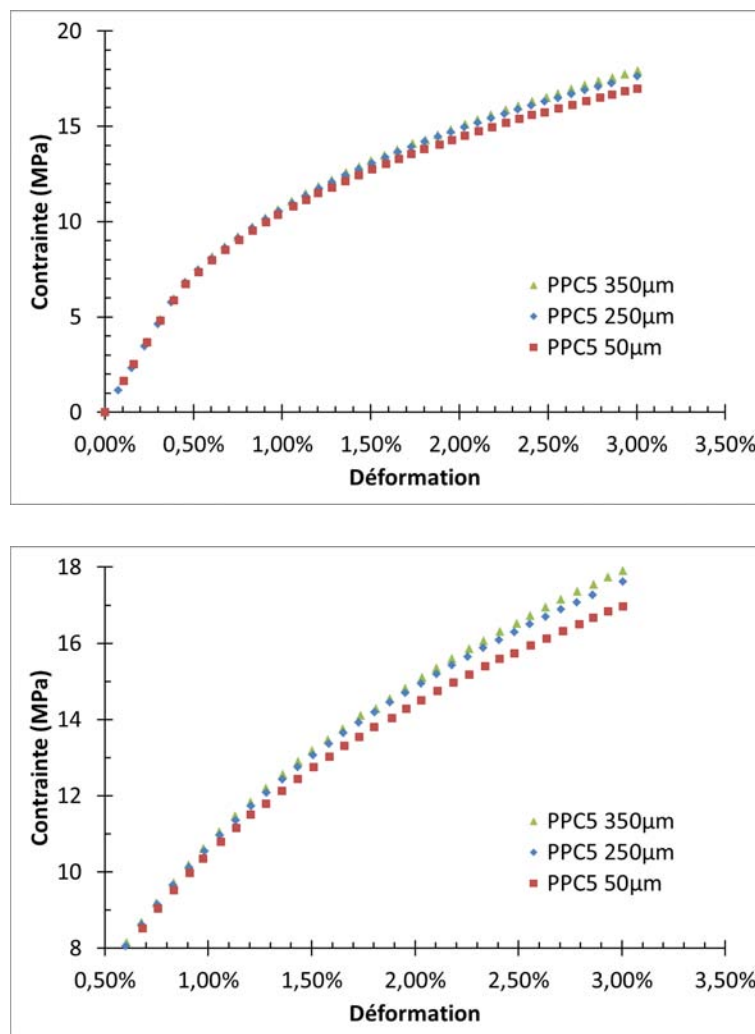 20
15
10
5
0
Contrainte (MPa)
PPC5 350µm
PPC5 250µm
PPC5 50µm
0,00% 0,50% 1,00% 1,50% 2,00% 2,50% 3,00% 3,50%
Déformation
18
16
14
12
10
8
Contrainte (MPa)
PPC5 350µm
PPC5 250µm
PPC5 50µm
0,50% 1,00% 1,50% 2,00% 2,50% 3,00% 3,50%
Déformation